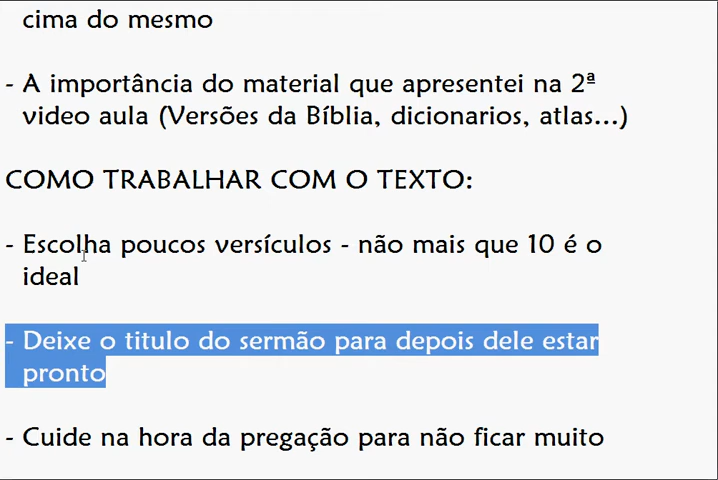 cima do mesmo
- A importância do material que apresentei na 2ª
video aula (Versões da Bíblia, dicionarios, atlas...)
COMO TRABALHAR COM O TEXTO:
- Escolha poucos versículos - não mais que 10 é o
ideal
- Deixe o titulo do sermão para depois dele estar
pronto
- Cuide na hora da pregação para não ficar muito